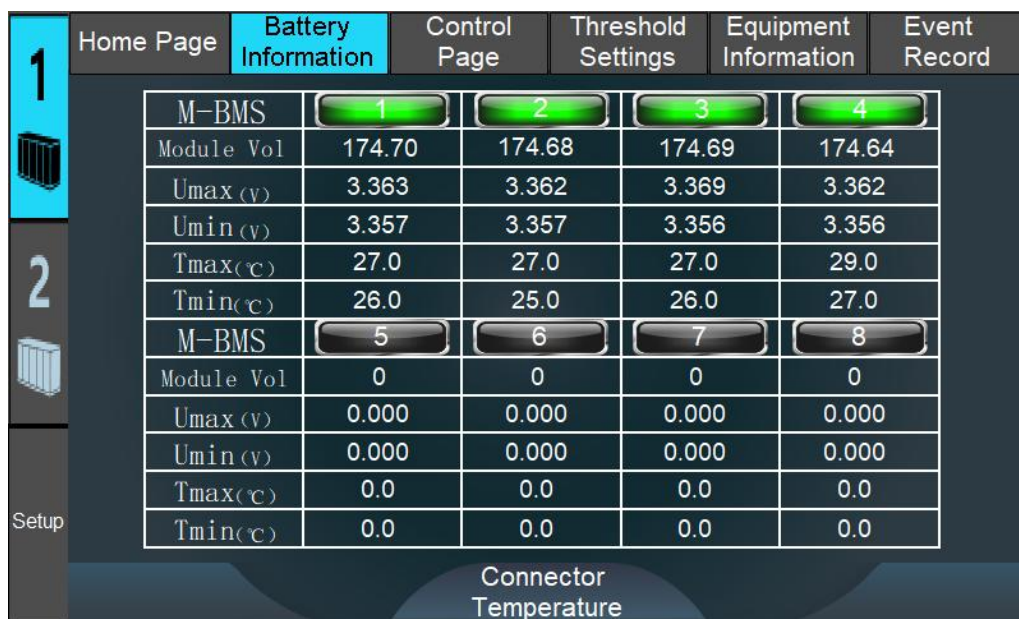 1
Home Page
Battery
Information
Control
Page
Threshold
Settings
Equipment
Information
Event
Record
M-BMS 1 2 3 4
Module Vol 174.70 174.68 174.69 174.64
Umax(V) 3.363 3.362 3.369 3.362
Umin(V) 3.357 3.357 3.356 3.356
Tmax(℃) 27.0 27.0 27.0 29.0
Tmin(℃) 26.0 25.0 26.0 27.0
2
M-BMS 5 6 7 8
Module Vol 0 0 0 0
Umax(V) 0.000 0.000 0.000 0.000
Umin(V) 0.000 0.000 0.000 0.000
Tmax(℃) 0.0 0.0 0.0 0.0
Tmin(℃) 0.0 0.0 0.0 0.0
Setup
Connector
Temperature